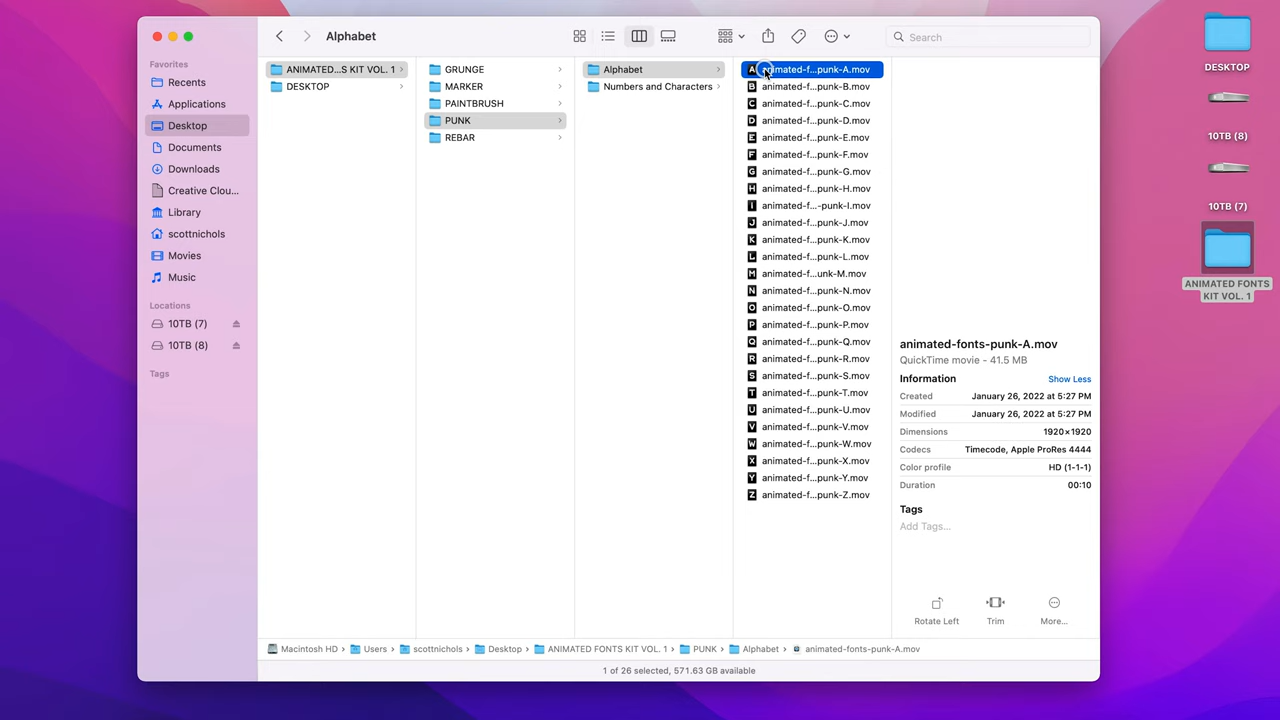 Alphabet
Search
Favorites
Recents
Applications
Desktop
Documents
Downloads
Creative Clou...
Library
scottnichols
Movies
Music
Locations
10TB (7)
10TB (8)
Tags
ANIMATED...S KIT VOL. 1
DESKTOP
GRUNGE
MARKER
PAINTBRUSH
PUNK
REBAR
Alphabet
Numbers and Characters
A animated-f...punk-A.mov
B animated-f...punk-B.mov
C animated-f...punk-C.mov
D animated-f...punk-D.mov
E animated-f...punk-E.mov
F animated-f...punk-F.mov
G animated-f...punk-G.mov
H animated-f...punk-H.mov
I animated-f...-punk-I.mov
J animated-f...punk-J.mov
K animated-f...punk-K.mov
L animated-f...punk-L.mov
M animated-f...unk-M.mov
N animated-f...punk-N.mov
O animated-f...punk-O.mov
P animated-f...punk-P.mov
Q animated-f...punk-Q.mov
R animated-f...punk-R.mov
S animated-f...punk-S.mov
T animated-f...punk-T.mov
U animated-f...punk-U.mov
V animated-f...punk-V.mov
W animated-f...punk-W.mov
X animated-f...punk-X.mov
Y animated-f...punk-Y.mov
Z animated-f...punk-Z.mov
animated-fonts-punk-A.mov
QuickTime movie - 41.5 MB
Information Show Less
Created January 26, 2022 at 5:27 PM
Modified January 26, 2022 at 5:27 PM
Dimensions 1920×1920
Codecs Timecode, Apple ProRes 4444
Color profile HD (1-1-1)
Duration 00:10
Tags
Add Tags...
Rotate Left Trim More...
Macintosh HD › Users › scottnichols › Desktop › ANIMATED FONTS KIT VOL. 1 › PUNK › Alphabet › animated-fonts-punk-A.mov
1 of 26 selected, 571.63 GB available
DESKTOP
10TB (8)
10TB (7)
ANIMATED FONTS
KIT VOL. 1